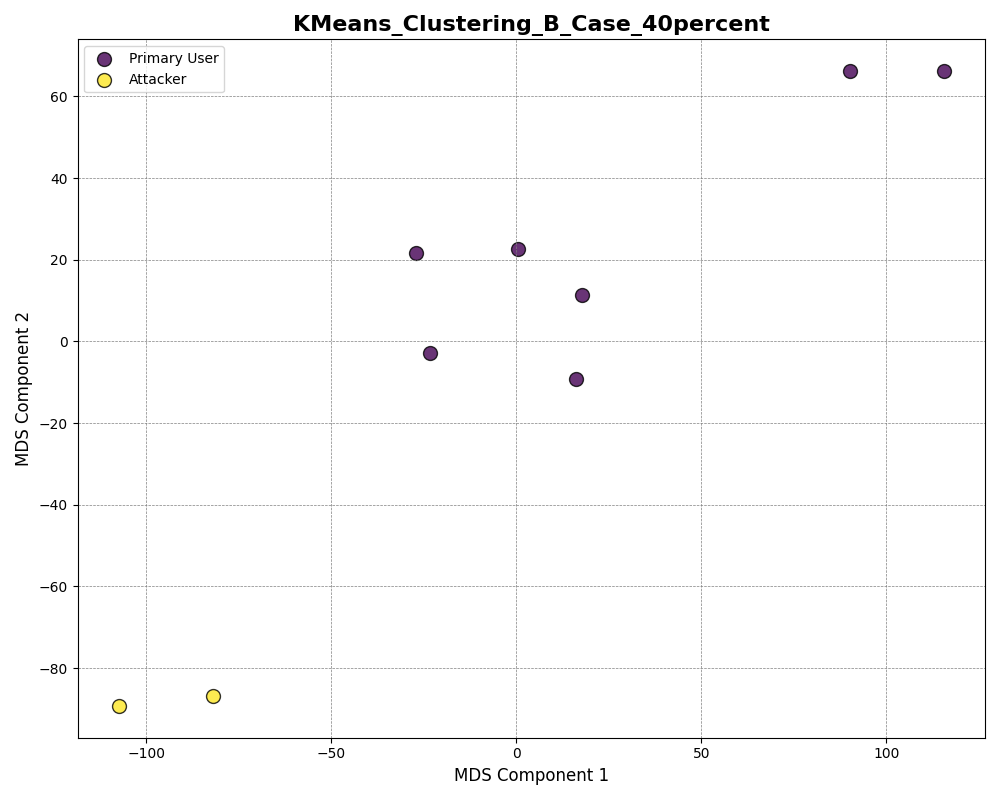 KMeans_Clustering_B_Case_40percent
Primary User
Attacker
60
40
20
0
−20
−40
−60
−80
MDS Component 2
−100
−50
0
50
100
MDS Component 1